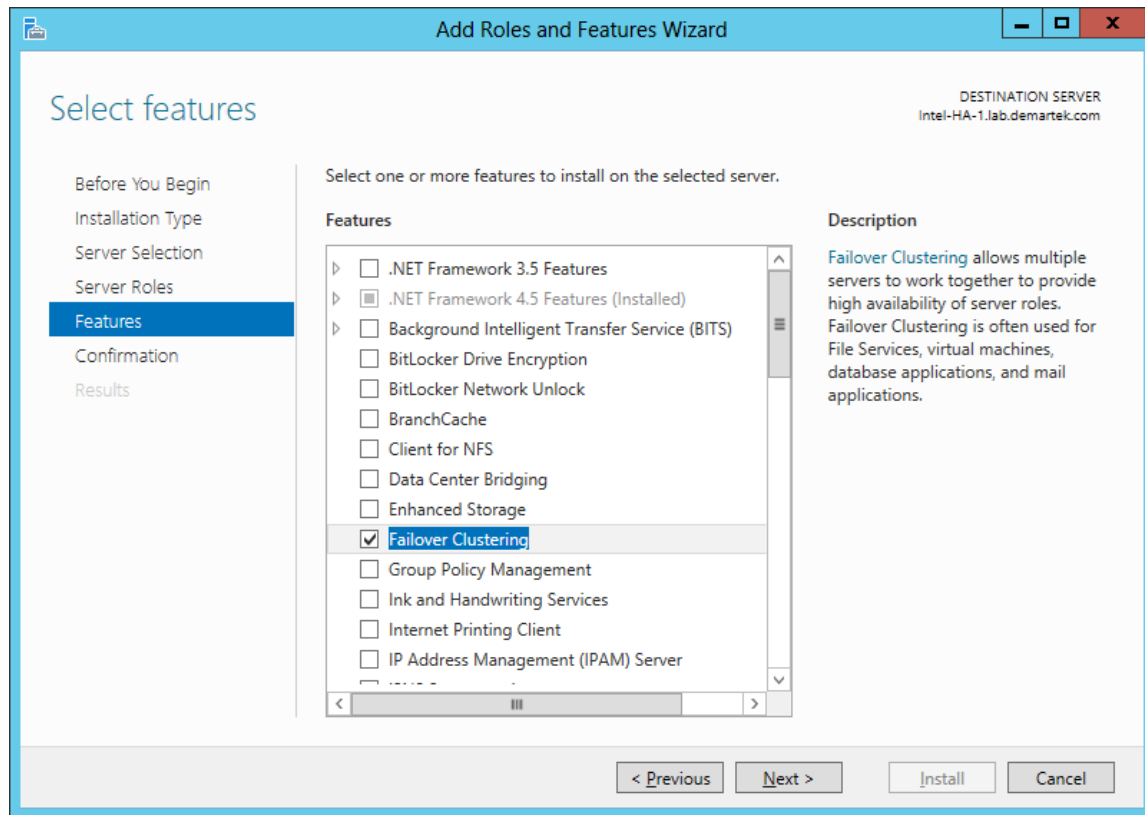 Add Roles and Features Wizard
Select features
DESTINATION SERVER
Intel-HA-1.lab.demartek.com
Before You Begin
Installation Type
Server Selection
Server Roles
Features
Confirmation
Results
Select one or more features to install on the selected server.
Features
.NET Framework 3.5 Features
.NET Framework 4.5 Features (Installed)
Background Intelligent Transfer Service (BITS)
BitLocker Drive Encryption
BitLocker Network Unlock
BranchCache
Client for NFS
Data Center Bridging
Enhanced Storage
Failover Clustering
Group Policy Management
Ink and Handwriting Services
Internet Printing Client
IP Address Management (IPAM) Server
Description
Failover Clustering allows multiple
servers to work together to provide
high availability of server roles.
Failover Clustering is often used for
File Services, virtual machines,
database applications, and mail
applications.
< Previous
Next >
Install
Cancel